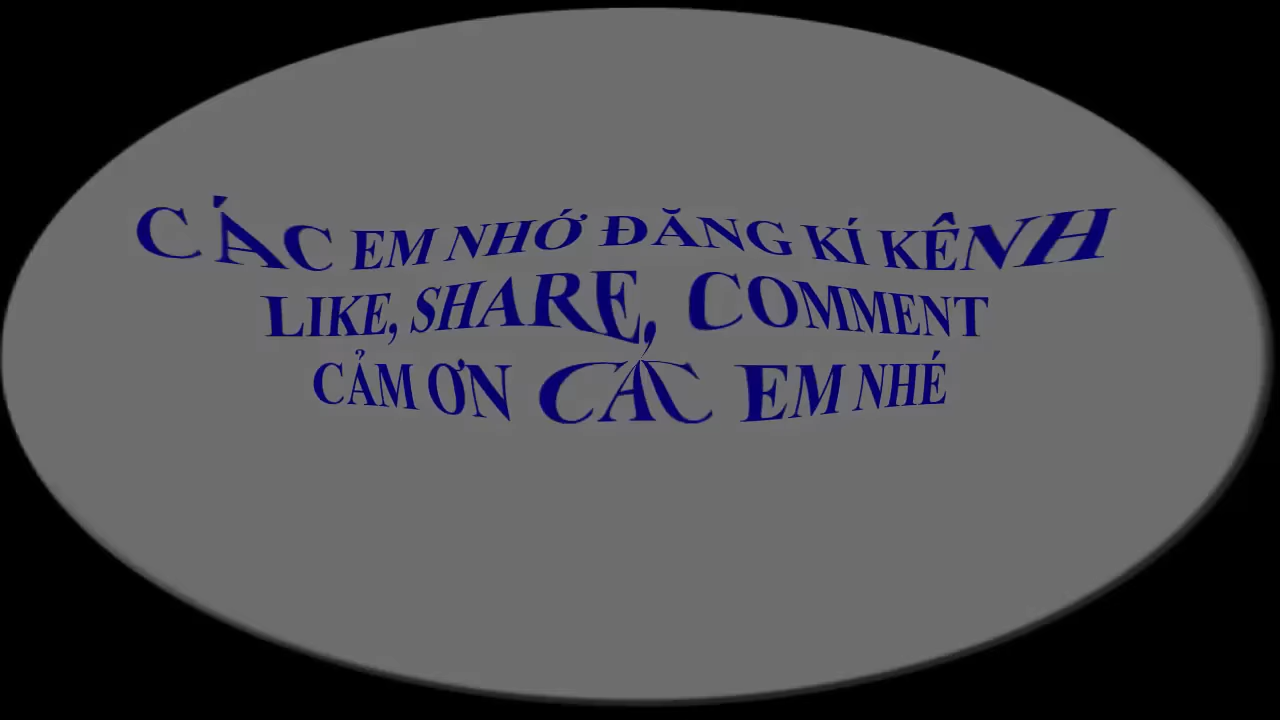 CÁC EM NHỚ ĐĂNG KÍ KÊNH
LIKE, SHARE, COMMENT
CẢM ƠN CÁC EM NHÉ